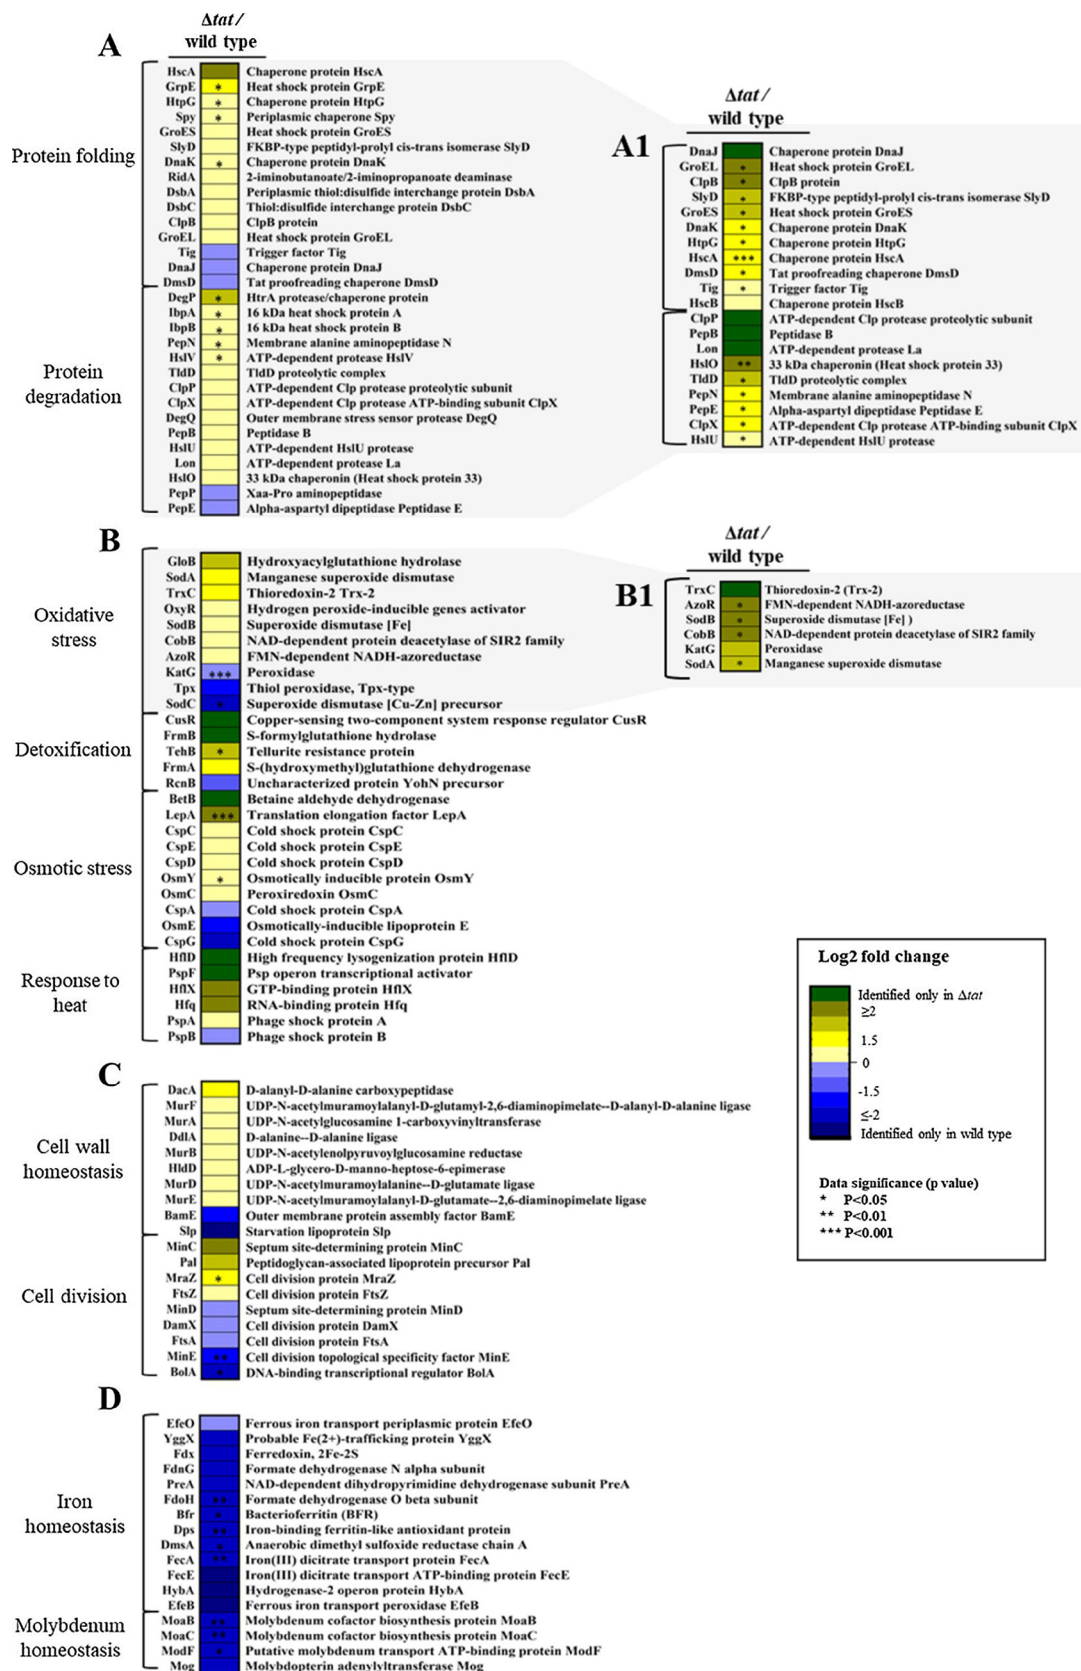 A
Δtat /
wild type
Protein folding
HscA Chaperone protein HscA
GrpE * Heat shock protein GrpE
HtpG * Chaperone protein HtpG
Spy * Periplasmic chaperone Spy
GroES Heat shock protein GroES
SlyD FKBP-type peptidyl-prolyl cis-trans isomerase SlyD
DnaK * Chaperone protein DnaK
RidA 2-iminobutanoate/2-iminopropanoate deaminase
DsbA Periplasmic thiol:disulfide interchange protein DsbA
DsbC Thiol:disulfide interchange protein DsbC
ClpB ClpB protein
GroEL Heat shock protein GroEL
Tig Trigger factor Tig
DnaJ Chaperone protein DnaJ
DmsD Tat proofreading chaperone DmsD
Protein
degradation
DegP * HtrA protease/chaperone protein
IbpA * 16 kDa heat shock protein A
IbpB * 16 kDa heat shock protein B
PepN * Membrane alanine aminopeptidase N
HslV * ATP-dependent protease HslV
TldD TldD proteolytic complex
ClpP ATP-dependent Clp protease proteolytic subunit
ClpX ATP-dependent Clp protease ATP-binding subunit ClpX
DegQ Outer membrane stress sensor protease DegQ
PepB Peptidase B
HslU ATP-dependent HslU protease
Lon ATP-dependent protease La
HslO 33 kDa chaperonin (Heat shock protein 33)
PepP Xaa-Pro aminopeptidase
PepE Alpha-aspartyl dipeptidase Peptidase E
A1
Δtat /
wild type
DnaJ Chaperone protein DnaJ
GroEL * Heat shock protein GroEL
ClpB * ClpB protein
SlyD * FKBP-type peptidyl-prolyl cis-trans isomerase SlyD
GroES * Heat shock protein GroES
DnaK * Chaperone protein DnaK
HtpG * Chaperone protein HtpG
HscA *** Chaperone protein HscA
DmsD * Tat proofreading chaperone DmsD
Tig * Trigger factor Tig
HscB Chaperone protein HscB
ClpP ATP-dependent Clp protease proteolytic subunit
PepB Peptidase B
Lon ATP-dependent protease La
HslO ** 33 kDa chaperonin (Heat shock protein 33)
TldD * TldD proteolytic complex
PepN * Membrane alanine aminopeptidase N
PepE * Alpha-aspartyl dipeptidase Peptidase E
ClpX * ATP-dependent Clp protease ATP-binding subunit ClpX
HslU * ATP-dependent HslU protease
B
Oxidative
stress
GloB Hydroxyacylglutathione hydrolase
SodA Manganese superoxide dismutase
TrxC Thioredoxin-2 Trx-2
OxyR Hydrogen peroxide-inducible genes activator
SodB Superoxide dismutase [Fe]
CobB NAD-dependent protein deacetylase of SIR2 family
AzoR FMN-dependent NADH-azoreductase
KatG *** Peroxidase
Tpx Thiol peroxidase, Tpx-type
SodC * Superoxide dismutase [Cu-Zn] precursor
Detoxification
CusR Copper-sensing two-component system response regulator CusR
FrmB S-formylglutathione hydrolase
TehB * Tellurite resistance protein
FrmA S-(hydroxymethyl)glutathione dehydrogenase
RcnB Uncharacterized protein YohN precursor
Osmotic stress
BetB Betaine aldehyde dehydrogenase
LepA *** Translation elongation factor LepA
CspC Cold shock protein CspC
CspE Cold shock protein CspE
CspD Cold shock protein CspD
OsmY * Osmotically inducible protein OsmY
OsmC Peroxiredoxin OsmC
CspA Cold shock protein CspA
OsmE Osmotically-inducible lipoprotein E
CspG Cold shock protein CspG
Response to
heat
HflD High frequency lysogenization protein HflD
PspF Psp operon transcriptional activator
HflX GTP-binding protein HflX
Hfq RNA-binding protein Hfq
PspA Phage shock protein A
PspB Phage shock protein B
B1
Δtat /
wild type
TrxC Thioredoxin-2 (Trx-2)
AzoR * FMN-dependent NADH-azoreductase
SodB * Superoxide dismutase [Fe] )
CobB * NAD-dependent protein deacetylase of SIR2 family
KatG Peroxidase
SodA * Manganese superoxide dismutase
C
Cell wall
homeostasis
DacA D-alanyl-D-alanine carboxypeptidase
MurF UDP-N-acetylmuramoylalanyl-D-glutamyl-2,6-diaminopimelate--D-alanyl-D-alanine ligase
MurA UDP-N-acetylglucosamine 1-carboxyvinyltransferase
DdlA D-alanine--D-alanine ligase
MurB UDP-N-acetylenolpyruvoylglucosamine reductase
HldD ADP-L-glycero-D-manno-heptose-6-epimerase
MurD UDP-N-acetylmuramoylalanine--D-glutamate ligase
MurE UDP-N-acetylmuramoylalanyl-D-glutamate--2,6-diaminopimelate ligase
BamE Outer membrane protein assembly factor BamE
Slp Starvation lipoprotein Slp
Cell division
MinC Septum site-determining protein MinC
Pal Peptidoglycan-associated lipoprotein precursor Pal
MraZ * Cell division protein MraZ
FtsZ Cell division protein FtsZ
MinD Septum site-determining protein MinD
DamX Cell division protein DamX
FtsA Cell division protein FtsA
MinE ** Cell division topological specificity factor MinE
BolA * DNA-binding transcriptional regulator BolA
D
Iron
homeostasis
EfeO Ferrous iron transport periplasmic protein EfeO
YggX Probable Fe(2+)-trafficking protein YggX
Fdx Ferredoxin, 2Fe-2S
FdnG Formate dehydrogenase N alpha subunit
PreA NAD-dependent dihydropyrimidine dehydrogenase subunit PreA
FdoH ** Formate dehydrogenase O beta subunit
Bfr * Bacterioferritin (BFR)
Dps ** Iron-binding ferritin-like antioxidant protein
DmsA * Anaerobic dimethyl sulfoxide reductase chain A
FecA ** Iron(III) dicitrate transport protein FecA
FecE Iron(III) dicitrate transport ATP-binding protein FecE
HybA Hydrogenase-2 operon protein HybA
EfeB Ferrous iron transport peroxidase EfeB
Molybdenum
homeostasis
MoaB ** Molybdenum cofactor biosynthesis protein MoaB
MoaC ** Molybdenum cofactor biosynthesis protein MoaC
ModF * Putative molybdenum transport ATP-binding protein ModF
Mog Molybdopterin adenylyltransferase Mog
Log2 fold change
Identified only in Δtat
≥2
1.5
0
-1.5
≤-2
Identified only in wild type
Data significance (p value)
* P<0.05
** P<0.01
*** P<0.001